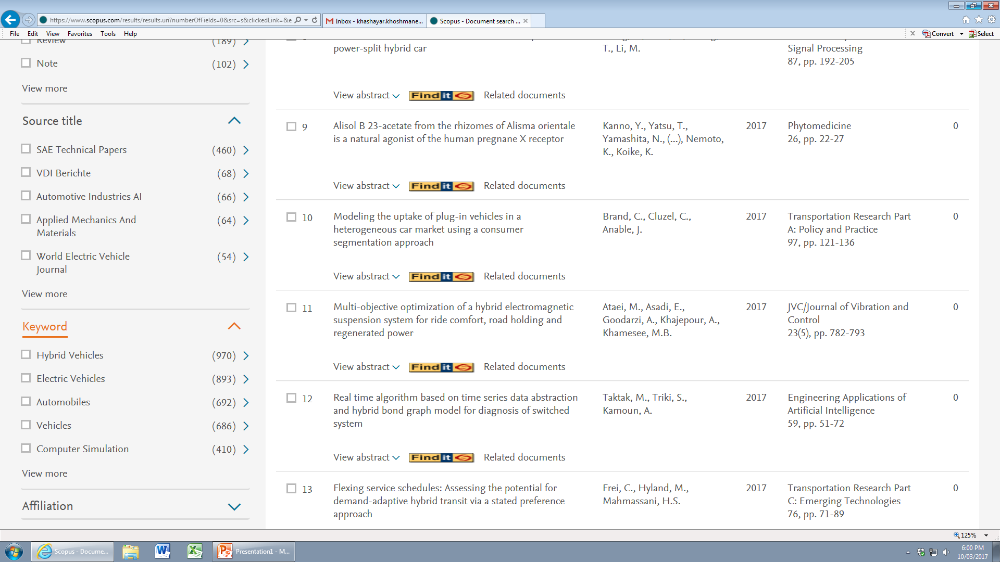 https://www.scopus.com/results/results.uri?numberOfFields=0&src=s&clickedLink=&e
Inbox - khashayar.khoshmane...
Scopus - Document search ...
File Edit View Favorites Tools Help
Convert
Select
Review (189)
Note (102)
View more
Source title
SAE Technical Papers (460)
VDI Berichte (68)
Automotive Industries AI (66)
Applied Mechanics And (64)
Materials
World Electric Vehicle (54)
Journal
View more
Keyword
Hybrid Vehicles (970)
Electric Vehicles (893)
Automobiles (692)
Vehicles (686)
Computer Simulation (410)
View more
Affiliation
power-split hybrid car T., Li, M. Signal Processing
87, pp. 192-205
View abstract Find it Related documents
9 Alisol B 23-acetate from the rhizomes of Alisma orientale Kanno, Y., Yatsu, T., 2017 Phytomedicine 0
is a natural agonist of the human pregnane X receptor Yamashita, N., (...), Nemoto, 26, pp. 22-27
K., Koike, K.
View abstract Find it Related documents
10 Modeling the uptake of plug-in vehicles in a Brand, C., Cluzel, C., 2017 Transportation Research Part 0
heterogeneous car market using a consumer Anable, J. A: Policy and Practice
segmentation approach 97, pp. 121-136
View abstract Find it Related documents
11 Multi-objective optimization of a hybrid electromagnetic Ataei, M., Asadi, E., 2017 JVC/Journal of Vibration and 0
suspension system for ride comfort, road holding and Goodarzi, A., Khajepour, A., Control
regenerated power Khamesee, M.B. 23(5), pp. 782-793
View abstract Find it Related documents
12 Real time algorithm based on time series data abstraction Taktak, M., Triki, S., 2017 Engineering Applications of 0
and hybrid bond graph model for diagnosis of switched Kamoun, A. Artificial Intelligence
system 59, pp. 51-72
View abstract Find it Related documents
13 Flexing service schedules: Assessing the potential for Frei, C., Hyland, M., 2017 Transportation Research Part 0
demand-adaptive hybrid transit via a stated preference Mahmassani, H.S. C: Emerging Technologies
approach 76, pp. 71-89
125%
Scopus - Docume...
Presentation1 - M...
6:00 PM
10/03/2017